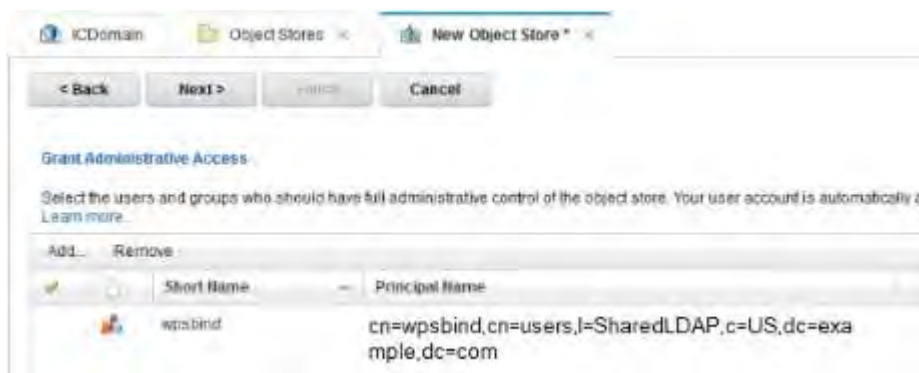 ICDomain Object Stores New Object Store *
< Back Next > Finish Cancel
Grant Administrative Access
Select the users and groups who should have full administrative control of the object store. Your user account is automatically
Learn more...
Add... Remove
Short Name Principal Name
wpsbind cn=wpsbind,cn=users,l=SharedLDAP,c=US,dc=exa
mple,dc=com